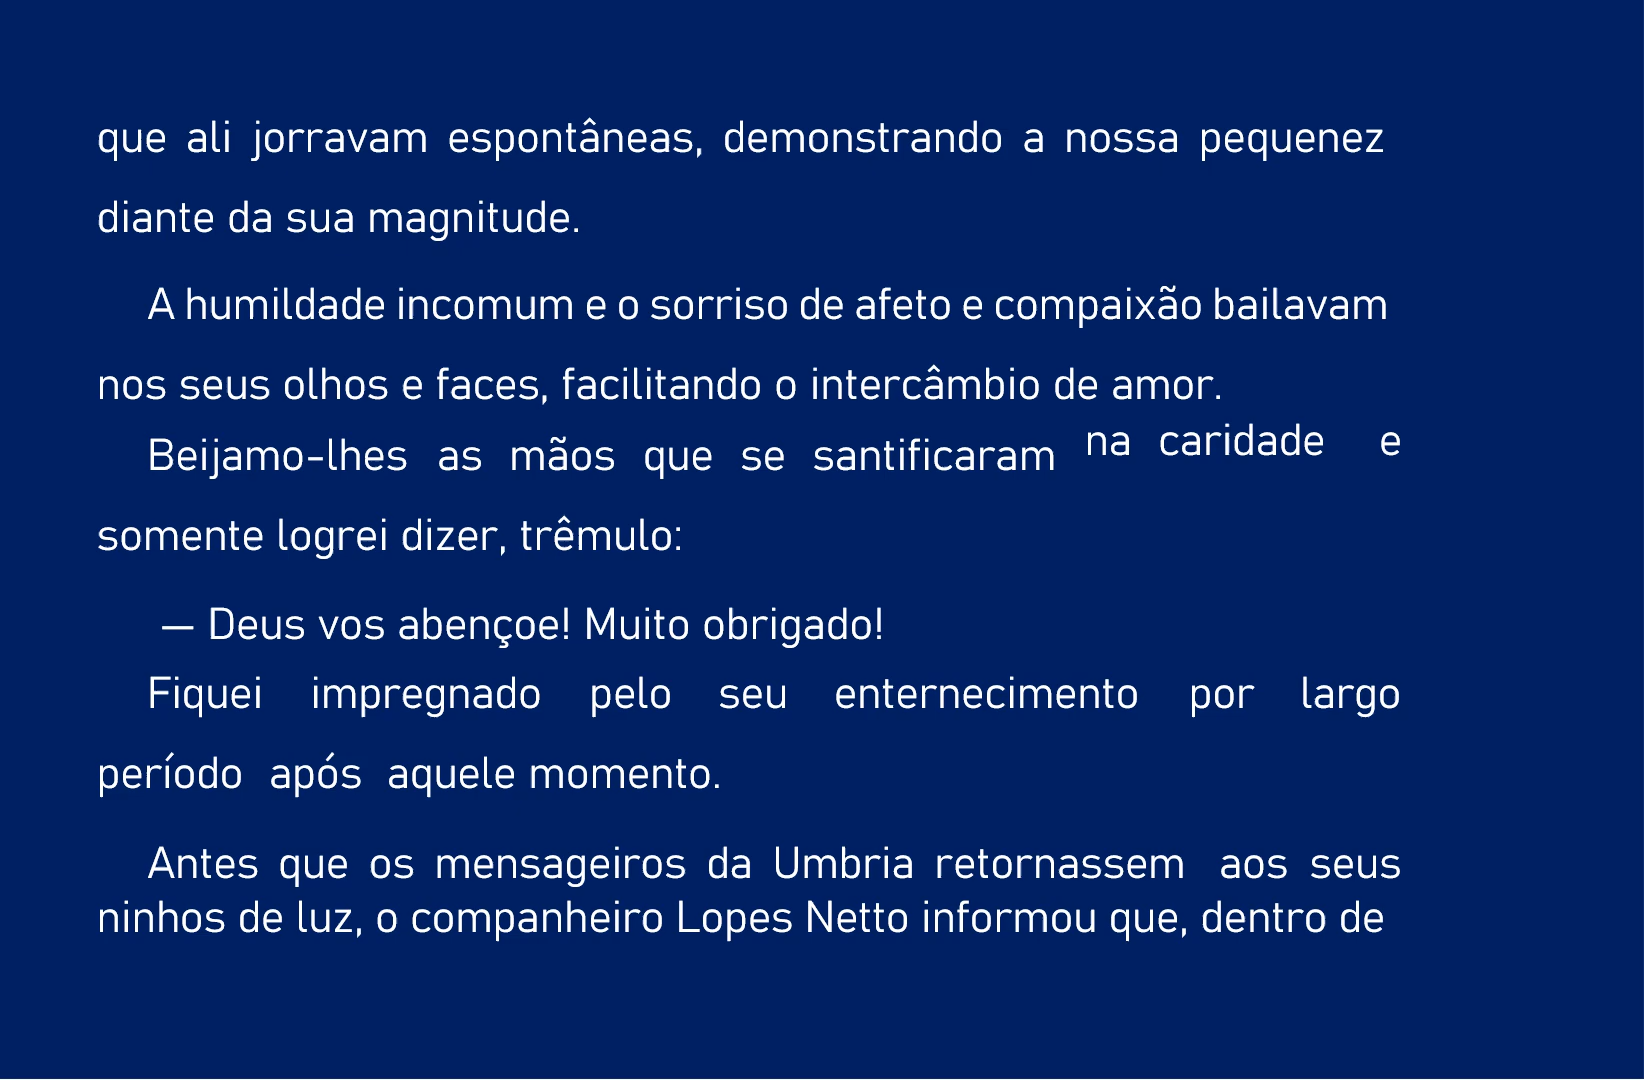 que ali jorravam espontâneas, demonstrando a nossa pequenez
diante da sua magnitude.
A humildade incomum e o sorriso de afeto e compaixão bailavam
nos seus olhos e faces, facilitando o intercâmbio de amor.
Beijamo-lhes as mãos que se santificaram na caridade e
somente logrei dizer, trêmulo:
— Deus vos abençoe! Muito obrigado!
Fiquei impregnado pelo seu enternecimento por largo
período após aquele momento.
Antes que os mensageiros da Umbria retornassem aos seus
ninhos de luz, o companheiro Lopes Netto informou que, dentro de